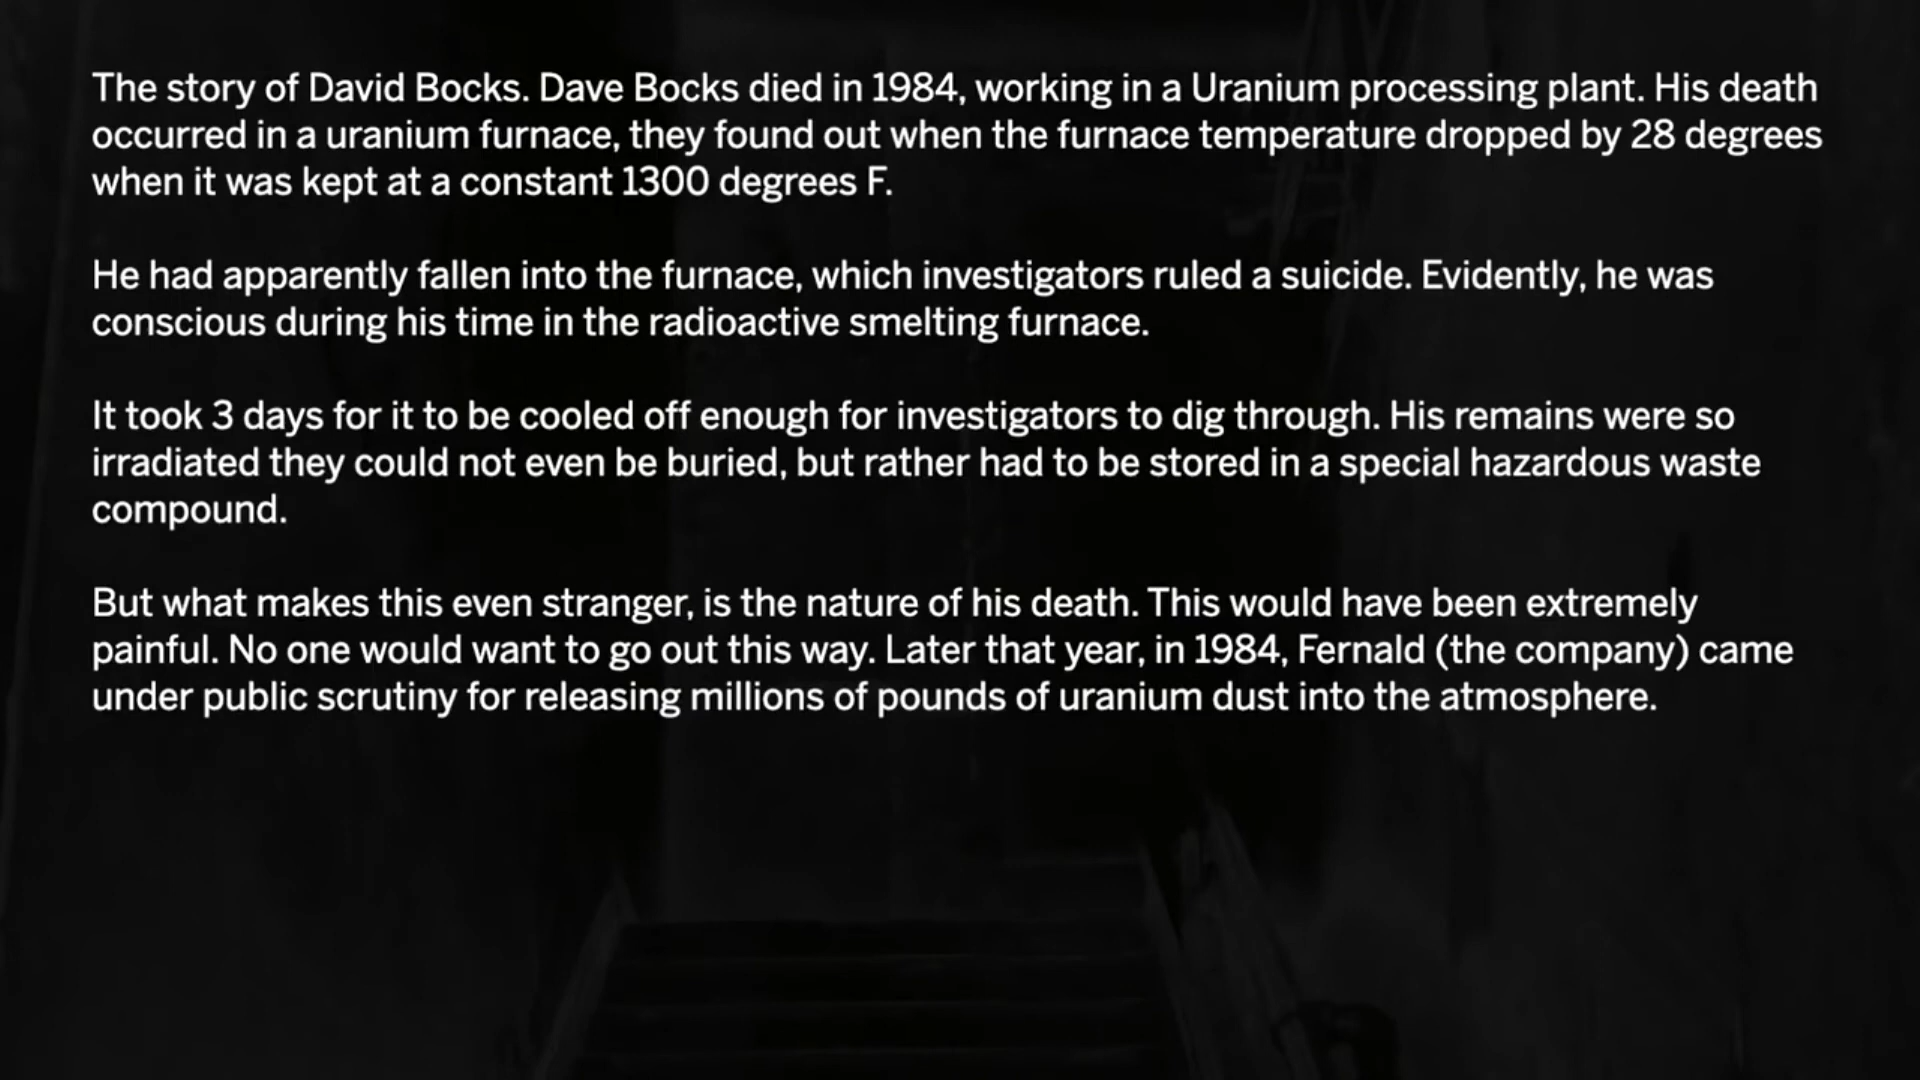 The story of David Bocks. Dave Bocks died in 1984, working in a Uranium processing plant. His death
occurred in a uranium furnace, they found out when the furnace temperature dropped by 28 degrees
when it was kept at a constant 1300 degrees F.
He had apparently fallen into the furnace, which investigators ruled a suicide. Evidently, he was
conscious during his time in the radioactive smelting furnace.
It took 3 days for it to be cooled off enough for investigators to dig through. His remains were so
irradiated they could not even be buried, but rather had to be stored in a special hazardous waste
compound.
But what makes this even stranger, is the nature of his death. This would have been extremely
painful. No one would want to go out this way. Later that year, in 1984, Fernald (the company) came
under public scrutiny for releasing millions of pounds of uranium dust into the atmosphere.